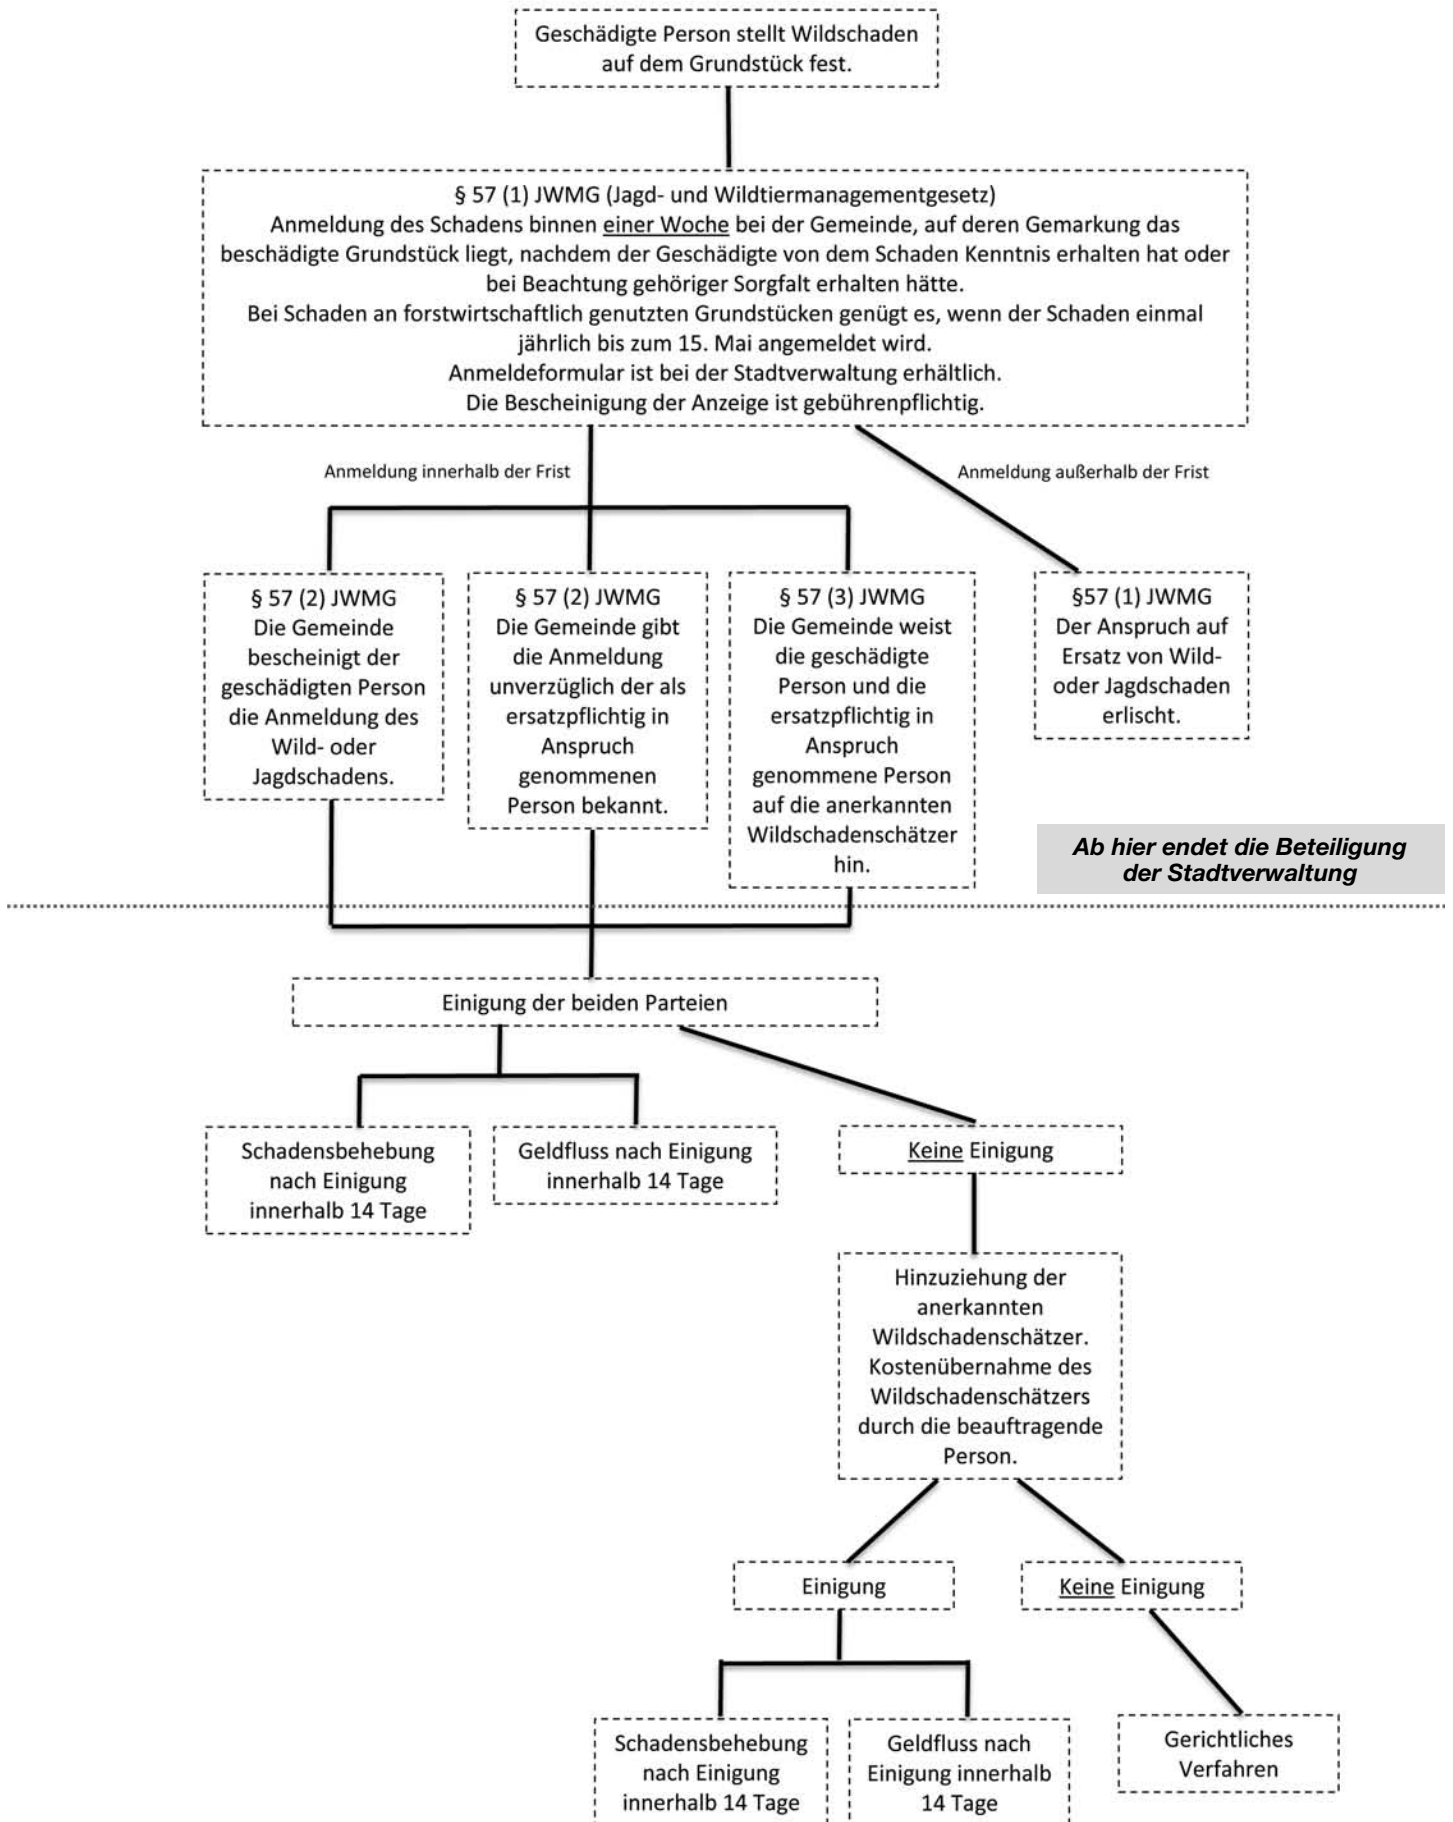 Geschädigte Person stellt Wildschaden
auf dem Grundstück fest.
§ 57 (1) JWMG (Jagd- und Wildtiermanagementgesetz)
Anmeldung des Schadens binnen einer Woche bei der Gemeinde, auf deren Gemarkung das
beschädigte Grundstück liegt, nachdem der Geschädigte von dem Schaden Kenntnis erhalten hat oder
bei Beachtung gehöriger Sorgfalt erhalten hätte.
Bei Schaden an forstwirtschaftlich genutzten Grundstücken genügt es, wenn der Schaden einmal
jährlich bis zum 15. Mai angemeldet wird.
Anmeldeformular ist bei der Stadtverwaltung erhältlich.
Die Bescheinigung der Anzeige ist gebührenpflichtig.
Anmeldung innerhalb der Frist
Anmeldung außerhalb der Frist
§ 57 (2) JWMG
Die Gemeinde
bescheinigt der
geschädigten Person
die Anmeldung des
Wild- oder
Jagdschadens.
§ 57 (2) JWMG
Die Gemeinde gibt
die Anmeldung
unverzüglich der als
ersatzpflichtig in
Anspruch
genommenen
Person bekannt.
§ 57 (3) JWMG
Die Gemeinde weist
die geschädigte
Person und die
ersatzpflichtig in
Anspruch
genommene Person
auf die anerkannten
Wildschadenschätzer
hin.
§57 (1) JWMG
Der Anspruch auf
Ersatz von Wild-
oder Jagdschaden
erlischt.
Ab hier endet die Beteiligung
der Stadtverwaltung
Einigung der beiden Parteien
Schadensbehebung
nach Einigung
innerhalb 14 Tage
Geldfluss nach Einigung
innerhalb 14 Tage
Keine Einigung
Hinzuziehung der
anerkannten
Wildschadenschätzer.
Kostenübernahme des
Wildschadenschätzers
durch die beauftragende
Person.
Einigung
Keine Einigung
Schadensbehebung
nach Einigung
innerhalb 14 Tage
Geldfluss nach
Einigung innerhalb
14 Tage
Gerichtliches
Verfahren